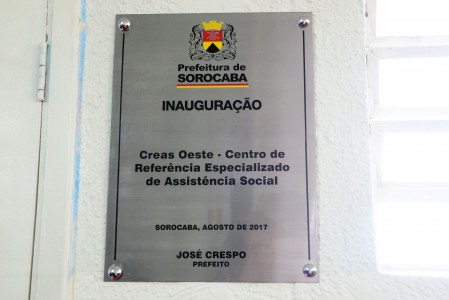 Prefeitura de
SOROCABA
INAUGURAÇÃO
Creas Oeste - Centro de
Referência Especializado
de Assistência Social
SOROCABA, AGOSTO DE 2017
JOSÉ CRESPO
PREFEITO